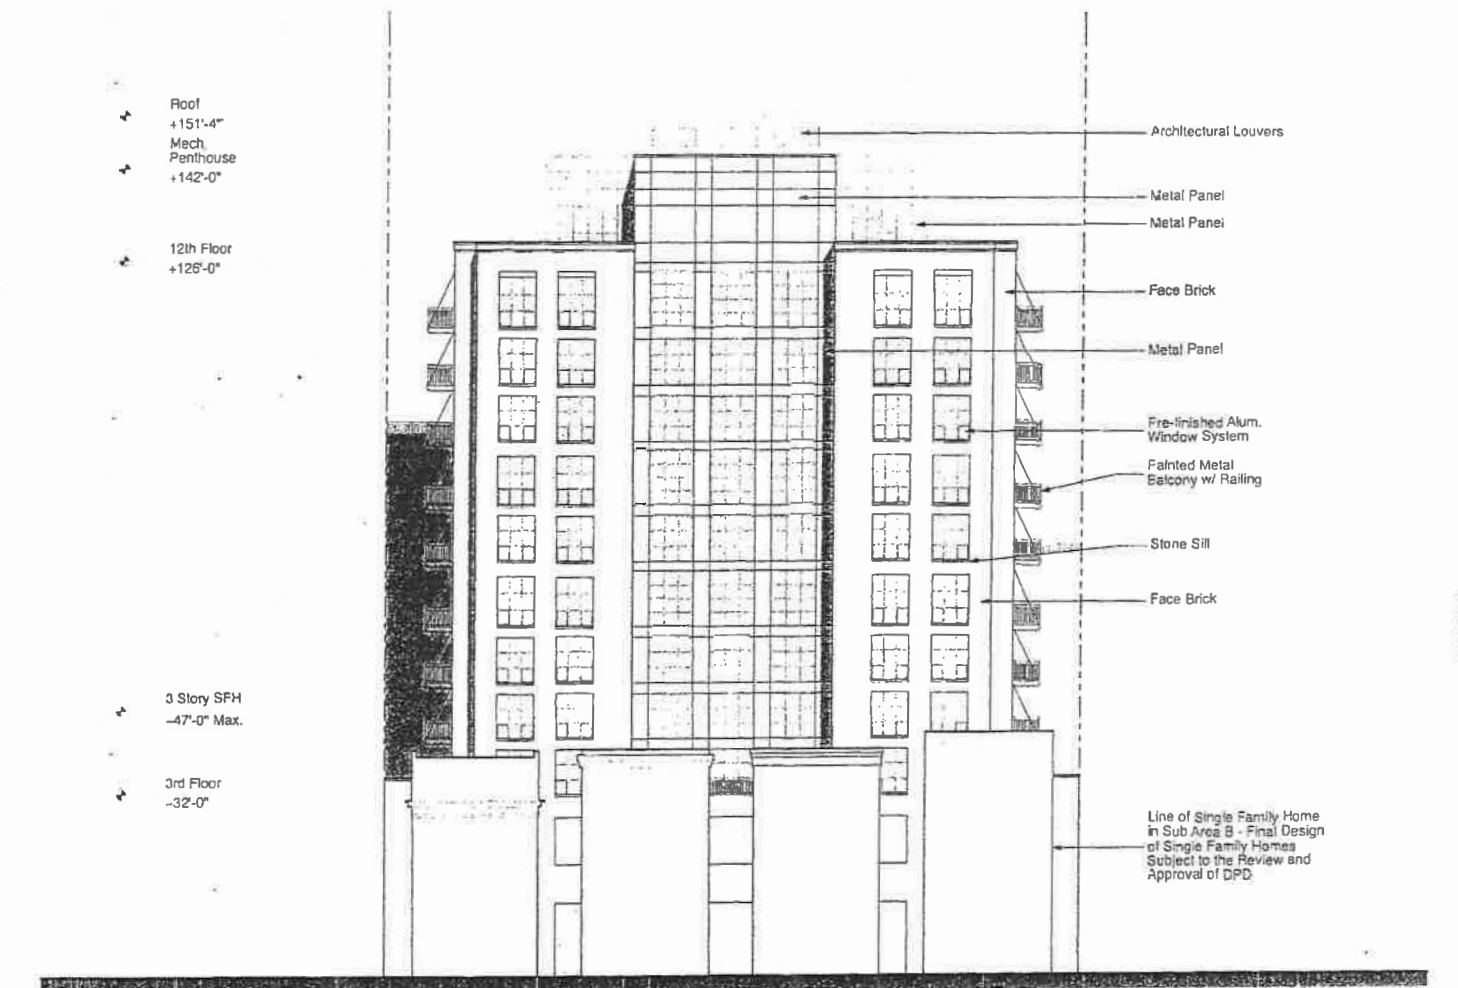 Roof
+151'-4"
Mech.
Penthouse
+142'-0"
12th Floor
+126'-0"
3 Story SFH
-47'-0" Max.
3rd Floor
-32'-0"
Architectural Louvers
Metal Panel
Metal Panel
Face Brick
Metal Panel
Pre-finished Alum.
Window System
Painted Metal
Balcony w/ Railing
Stone Sill
Face Brick
Line of Single Family Home
in Sub Area B - Final Design
of Single Family Homes
Subject to the Review and
Approval of DPD